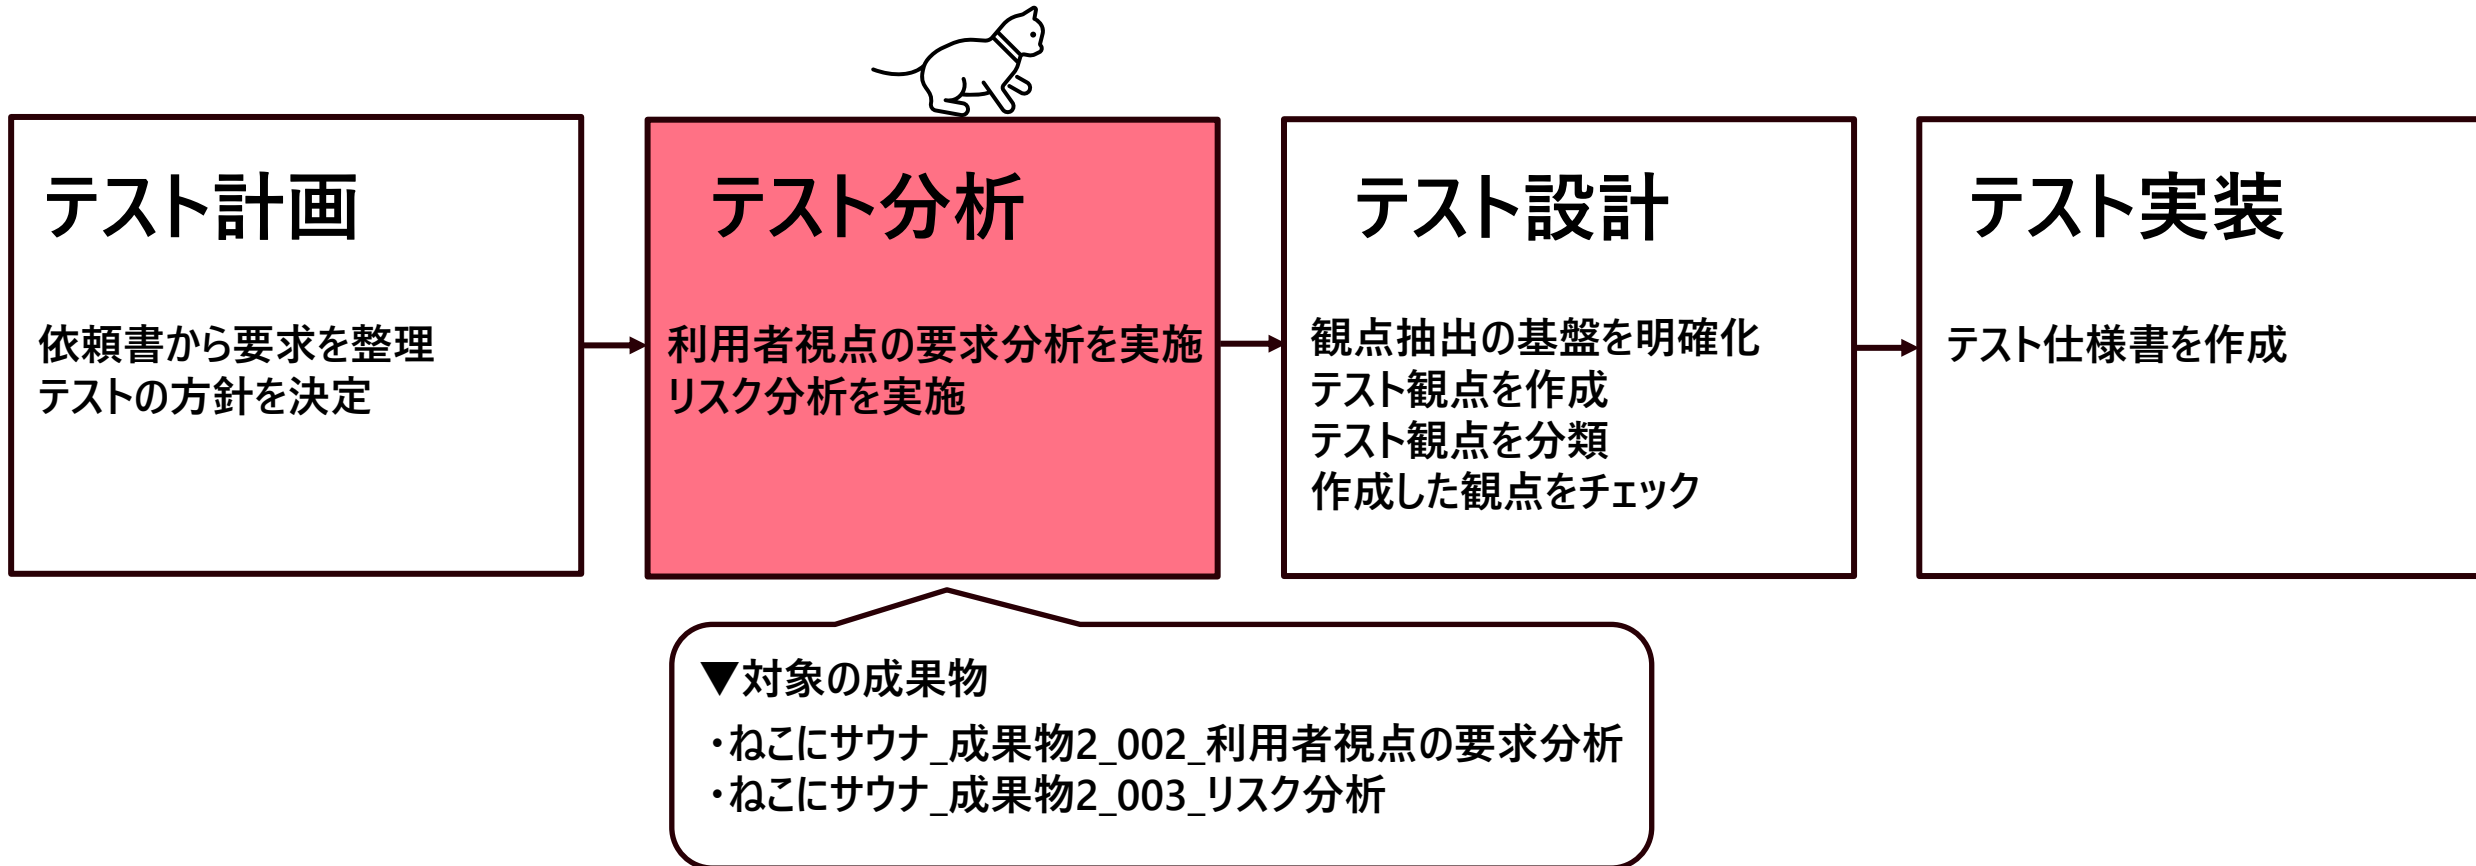 テスト計画
依頼書から要求を整理
テストの方針を決定
テスト分析
利用者視点の要求分析を実施
リスク分析を実施
テスト設計
観点抽出の基盤を明確化
テスト観点を作成
テスト観点を分類
作成した観点をチェック
テスト実装
テスト仕様書を作成
▼対象の成果物
・ねこにサウナ_成果物2_002_利用者視点の要求分析
・ねこにサウナ_成果物2_003_リスク分析